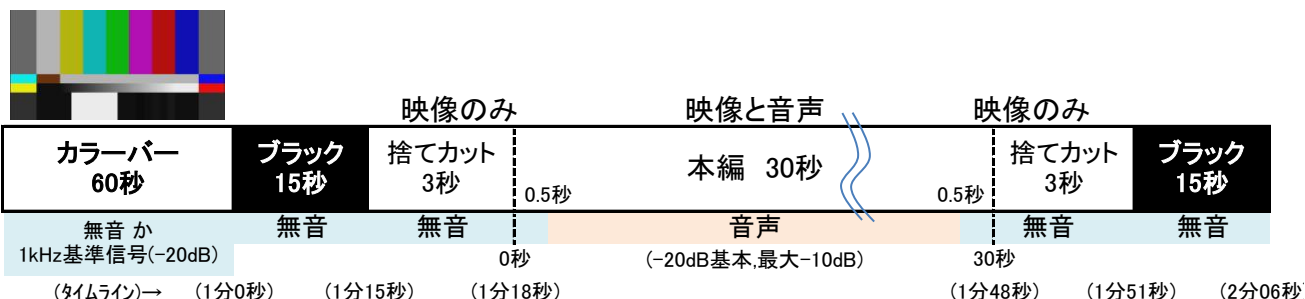 映像のみ 映像と音声 映像のみ
カラーバー ブラック 捨てカット 本編 30秒 捨てカット ブラック
60秒 15秒 3秒 3秒 15秒
0.5秒 0.5秒
無音 か 無音 無音 音声 無音 無音
1kHz基準信号(-20dB) 0秒 (-20dB基本,最大-10dB) 30秒
(タイムライン)→ (1分0秒) (1分15秒) (1分18秒) (1分48秒) (1分51秒) (2分06秒)